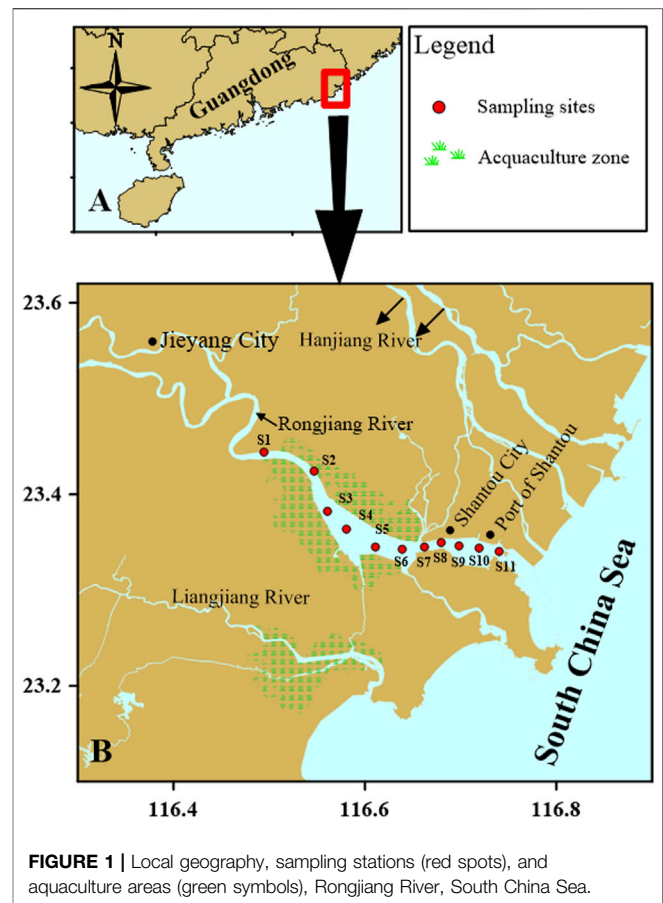 N
Guangdong
A
Legend
Sampling sites
Acquaculture zone
23.6
Jieyang City
Hanjiang River
Rongjiang River
S1
S2
23.4
S3
S4
S5
S6
S7
S8
S9
S10
S11
Shantou City
Port of Shantou
Liangjiang River
South China Sea
23.2
B
116.4
116.6
116.8
FIGURE 1 | Local geography, sampling stations (red spots), and
aquaculture areas (green symbols), Rongjiang River, South China Sea.